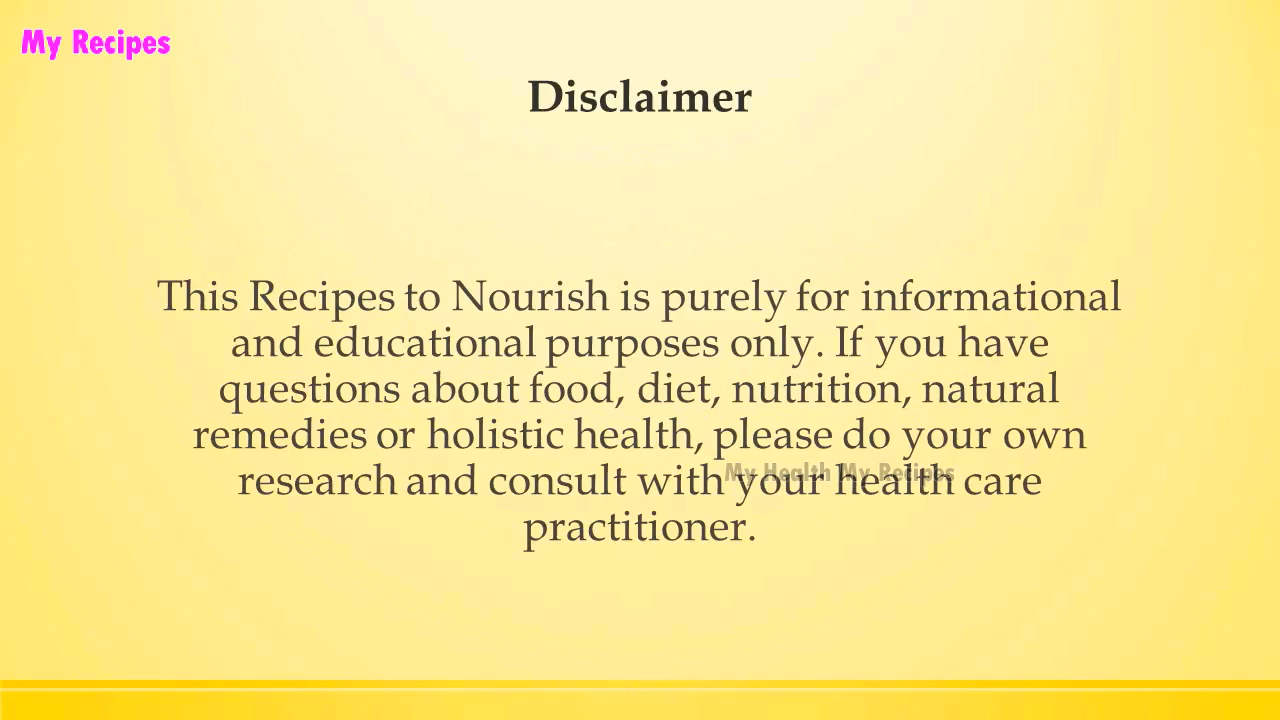 My Recipes
Disclaimer
This Recipes to Nourish is purely for informational
and educational purposes only. If you have
questions about food, diet, nutrition, natural
remedies or holistic health, please do your own
My Health My Recipes
research and consult with your health care
practitioner.